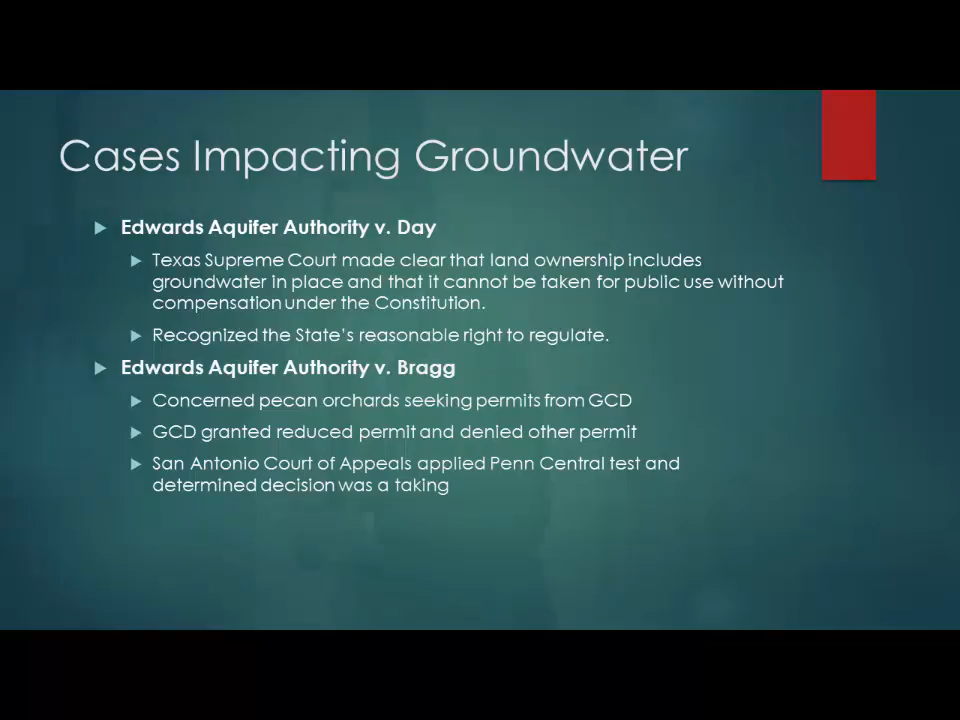 Cases Impacting Groundwater
Edwards Aquifer Authority v. Day
Texas Supreme Court made clear that land ownership includes
groundwater in place and that it cannot be taken for public use without
compensation under the Constitution.
Recognized the State's reasonable right to regulate.
Edwards Aquifer Authority v. Bragg
Concerned pecan orchards seeking permits from GCD
GCD granted reduced permit and denied other permit
San Antonio Court of Appeals applied Penn Central test and
determined decision was a taking